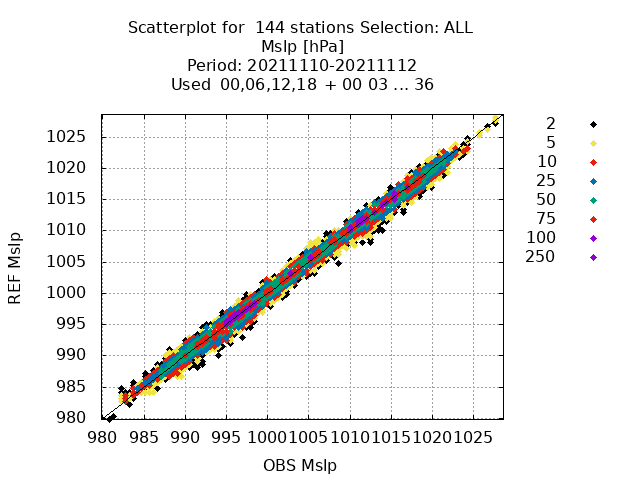 Scatterplot for  144 stations Selection: ALL
Mslp [hPa]
Period: 20211110-20211112
Used  00,06,12,18  + 00 03 ... 36
2
5
10
25
50
75
100
250
1025
1020
1015
1010
1005
1000
995
990
985
980
REF Mslp
980 985 990 995 1000 1005 1010 1015 1020 1025
OBS Mslp